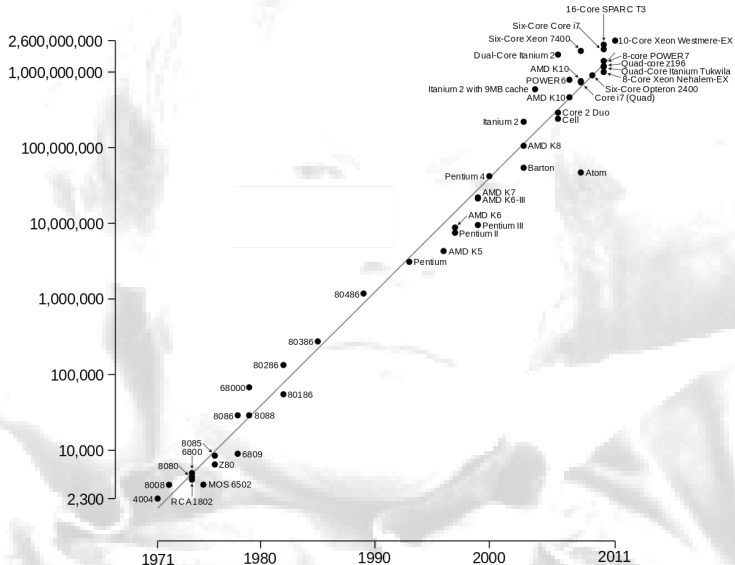 16-Core SPARC T3
Six-Core Core i7
Six-Core Xeon 7400
10-Core Xeon Westmere-EX
2,600,000,000
Dual-Core Itanium 2
8-core POWER7
Quad-core z196
AMD K10
Quad-Core Itanium Tukwila
1,000,000,000
POWER6
8-Core Xeon Nehalem-EX
Itanium 2 with 9MB cache
Six-Core Opteron 2400
AMD K10
Core i7 (Quad)
Core 2 Duo
Itanium 2
Cell
100,000,000
AMD K8
Barton
Pentium 4
Atom
AMD K7
AMD K6-III
AMD K6
10,000,000
Pentium III
Pentium II
AMD K5
Pentium
1,000,000
80486
80386
80286
100,000
68000
80186
8086
8088
8085
6800
10,000
6809
8080
Z80
8008
MOS 6502
2,300
4004
RCA1802
1971
1980
1990
2000
2011